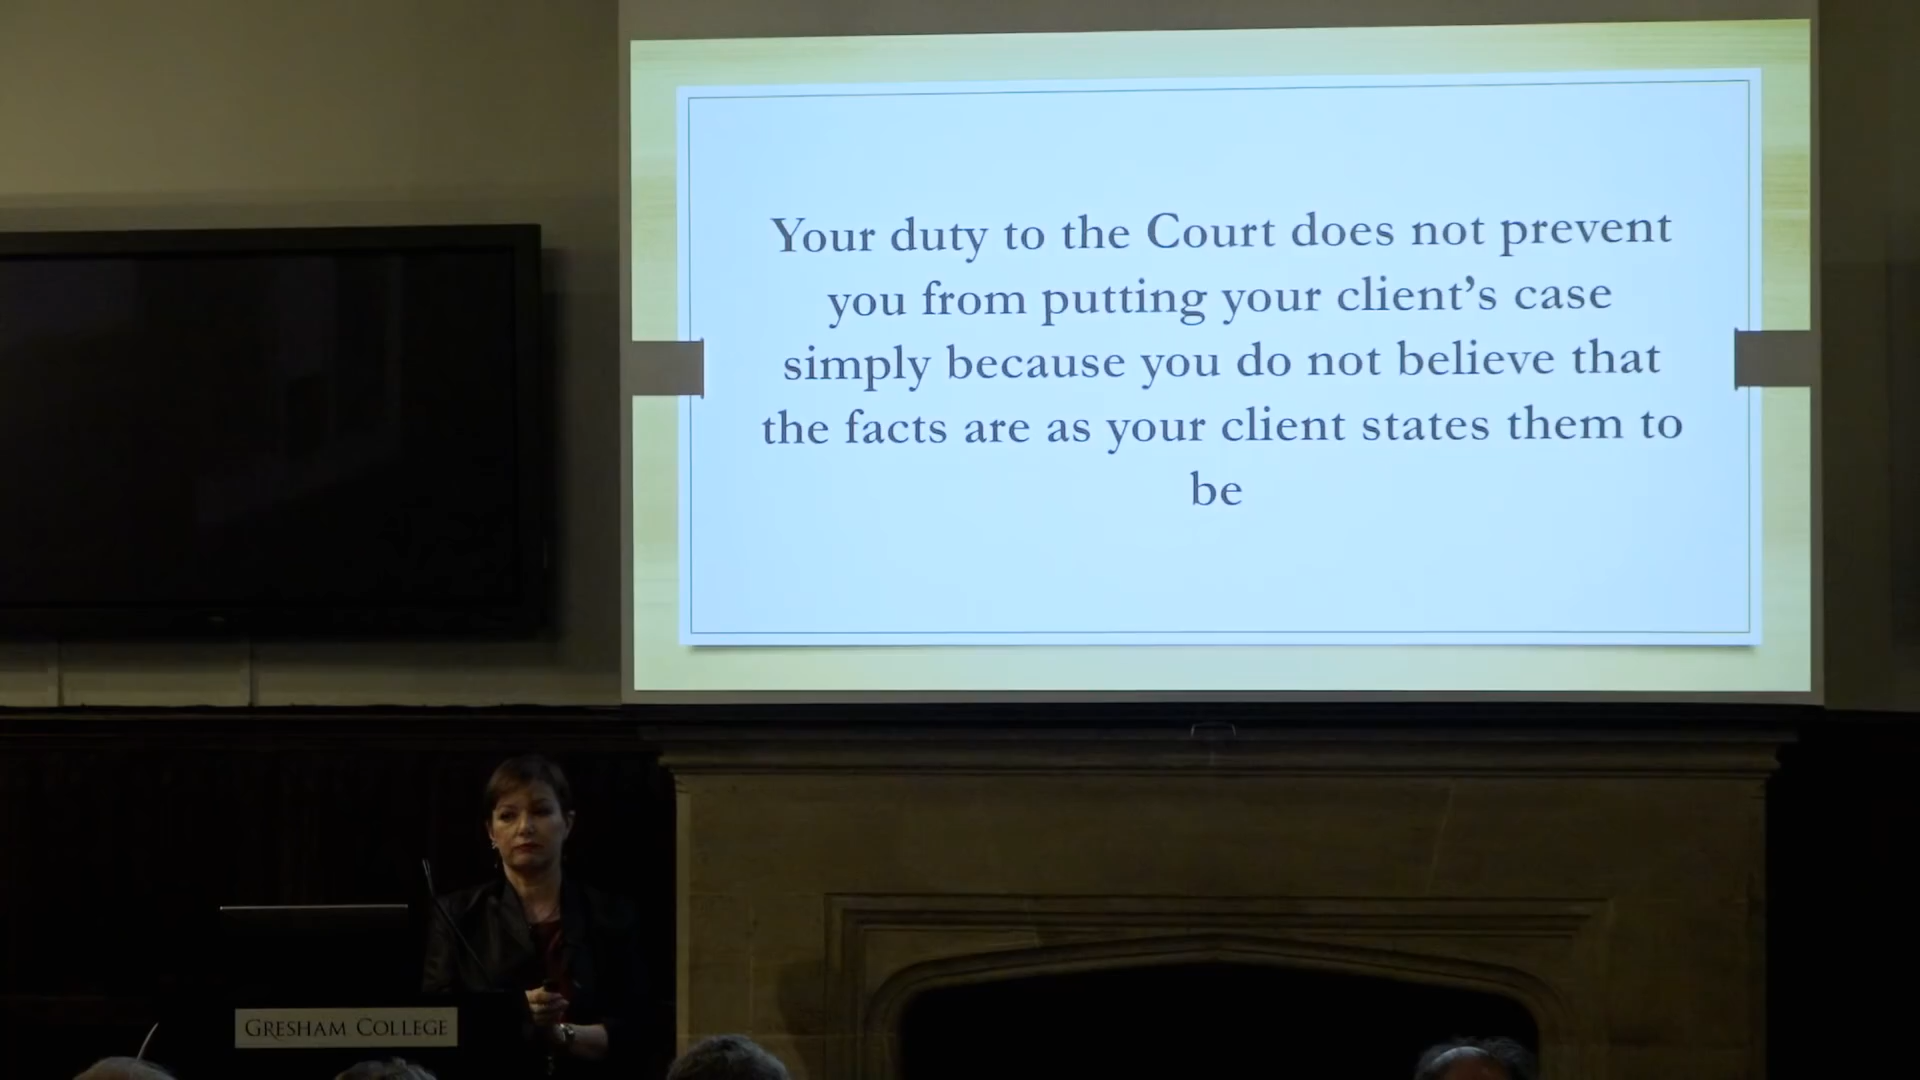 Your duty to the Court does not prevent
you from putting your client’s case
simply because you do not believe that
the facts are as your client states them to
be
GRESHAM COLLEGE